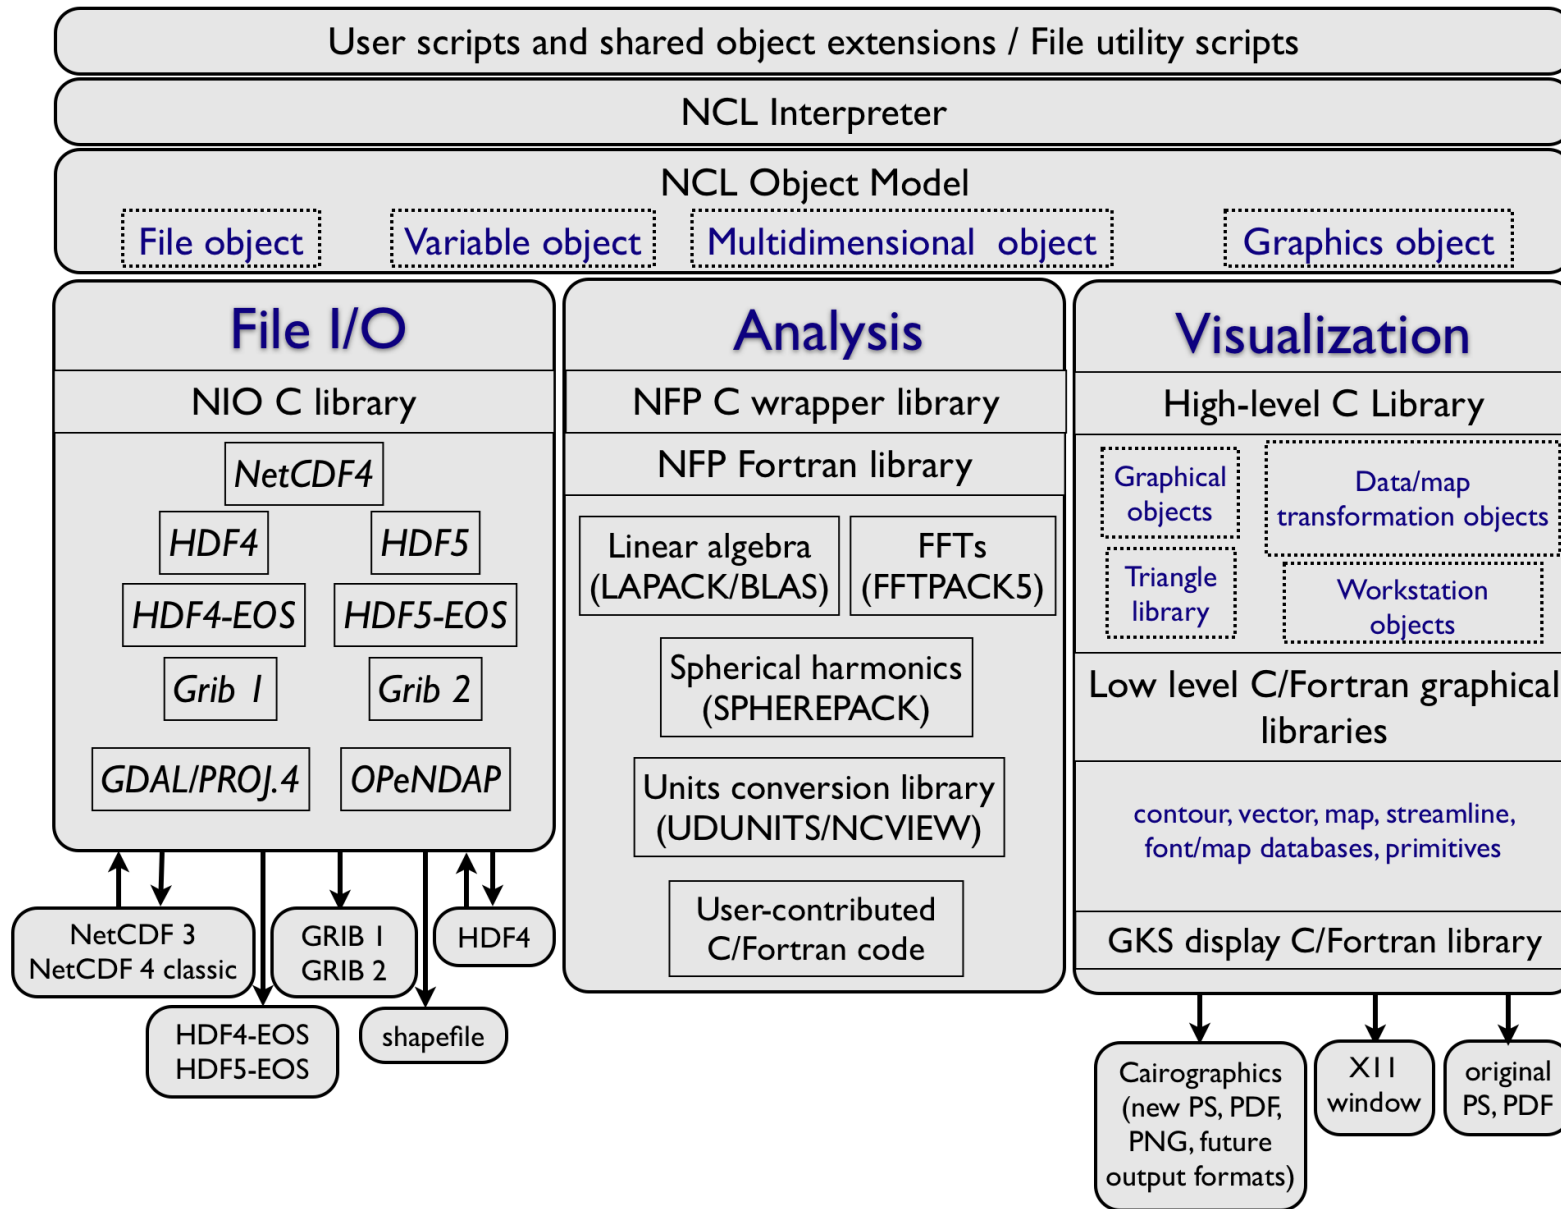 User scripts and shared object extensions / File utility scripts
NCL Interpreter
NCL Object Model
File object
Variable object
Multidimensional object
Graphics object
File I/O
NIO C library
NetCDF4
HDF4
HDF5
HDF4-EOS
HDF5-EOS
Grib 1
Grib 2
GDAL/PROJ.4
OPeNDAP
NetCDF 3
NetCDF 4 classic
GRIB 1
GRIB 2
HDF4
HDF4-EOS
HDF5-EOS
shapefile
Analysis
NFP C wrapper library
NFP Fortran library
Linear algebra
(LAPACK/BLAS)
FFTs
(FFTPACK5)
Spherical harmonics
(SPHEREPACK)
Units conversion library
(UDUNITS/NCVIEW)
User-contributed
C/Fortran code
Visualization
High-level C Library
Graphical
objects
Data/map
transformation objects
Triangle
library
Workstation
objects
Low level C/Fortran graphical
libraries
contour, vector, map, streamline,
font/map databases, primitives
GKS display C/Fortran library
Cairographics
(new PS, PDF,
PNG, future
output formats)
X11
window
original
PS, PDF